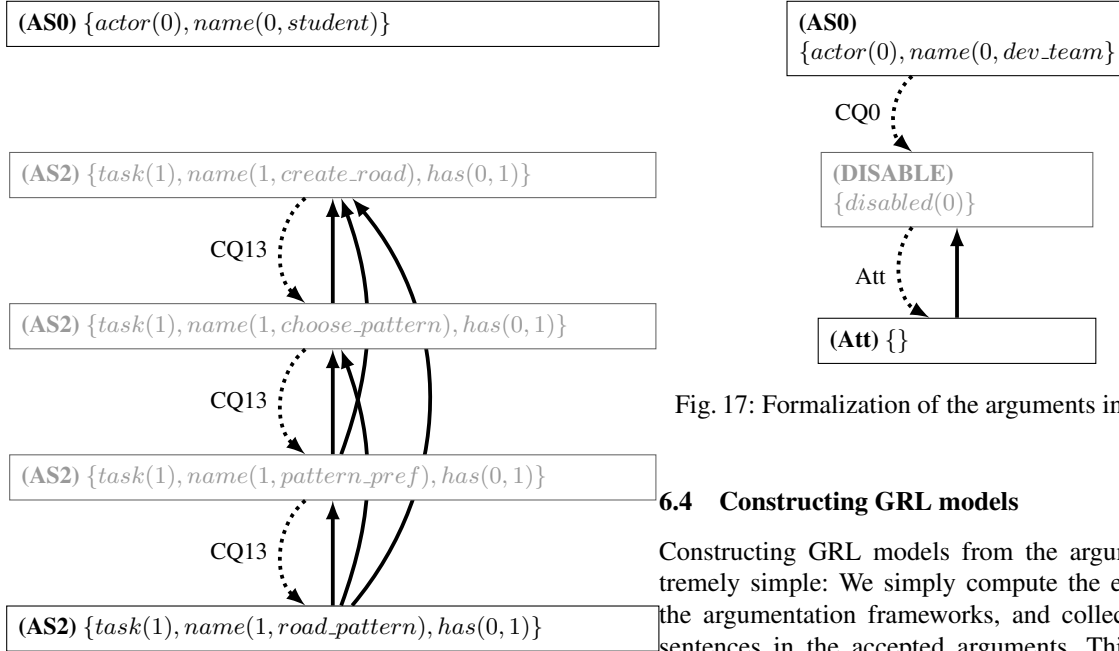 (AS0) {actor(0), name(0, student)}
(AS2) {task(1), name(1, create_road), has(0, 1)}
CQ13
(AS2) {task(1), name(1, choose_pattern), has(0, 1)}
CQ13
(AS2) {task(1), name(1, pattern_pref), has(0, 1)}
CQ13
(AS2) {task(1), name(1, road_pattern), has(0, 1)}
(AS0)
{actor(0), name(0, dev_team}
CQ0
(DISABLE)
{disabled(0)}
Att
(Att) {}
Fig. 17: Formalization of the arguments in
6.4 Constructing GRL models
Constructing GRL models from the argu
tremely simple: We simply compute the e
the argumentation frameworks, and collec
sentences in the accepted arguments. Thi